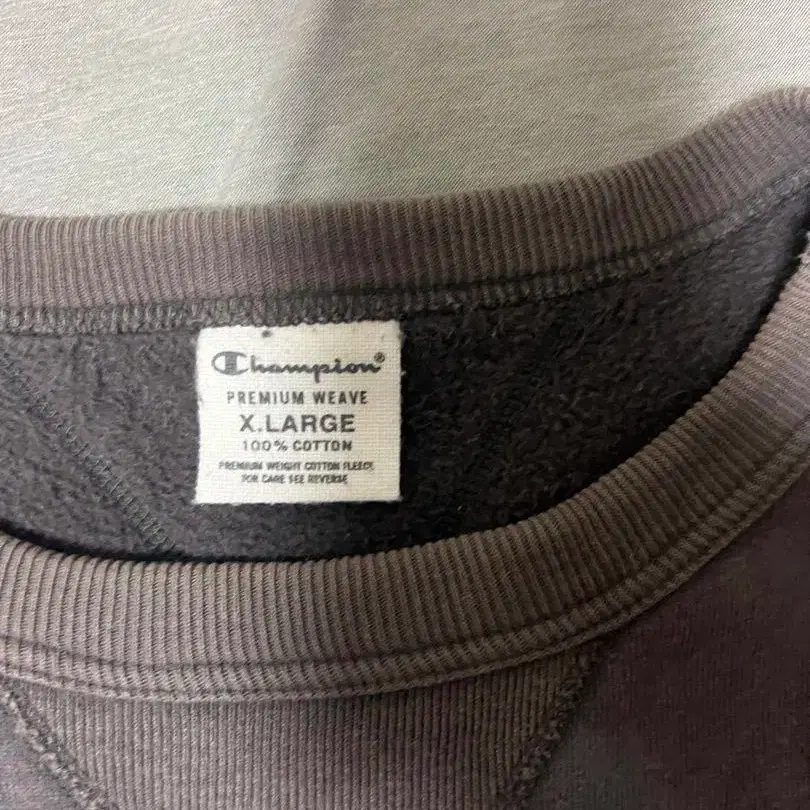 Champion®
PREMIUM WEAVE
X.LARGE
100% COTTON
PREMIUM WEIGHT COTTON FLEECE
FOR CARE SEE REVERSE